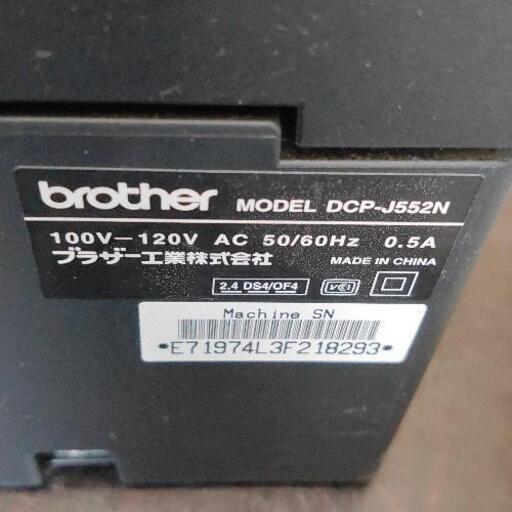 brother MODEL DCP-J552N
100V—120V AC 50/60Hz 0.5A
ブラザー工業株式会社 MADE IN CHINA
2.4 DS4/OF4 VCI
Machine SN
*E71974L3F218293*